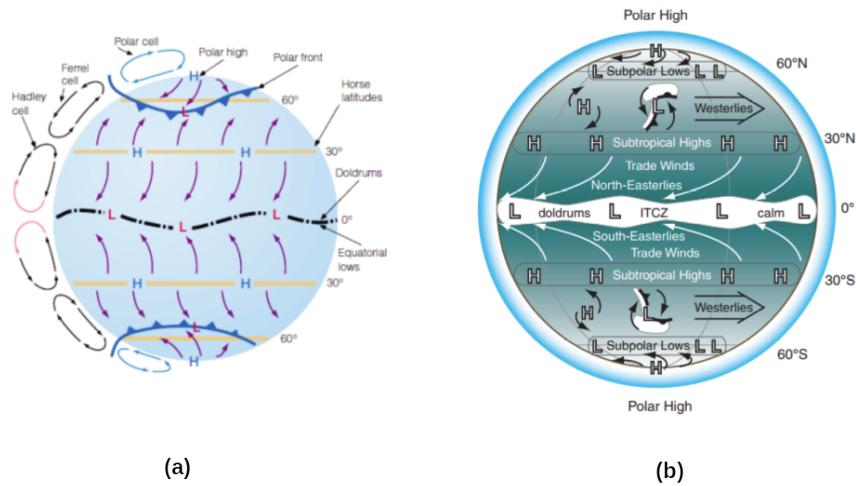 Polar cell
Ferrel
cell
Hadley
cell
Polar high
H
Polar front
60°
L
Horse
latitudes
H
H
30°
Doldrums
L
L
L
0°
Equatorial
lows
H
H
30°
L
60°
H
(a)
Polar High
H
60°N
L Subpolar Lows L L
H
L
Westerlies
30°N
H H Subtropical Highs H H
Trade Winds
North-Easterlies
L doldrums L ITCZ L calm L
0°
South-Easterlies
Trade Winds
H H Subtropical Highs H H
30°S
H
L
Westerlies
L Subpolar Lows L L
60°S
H
Polar High
(b)